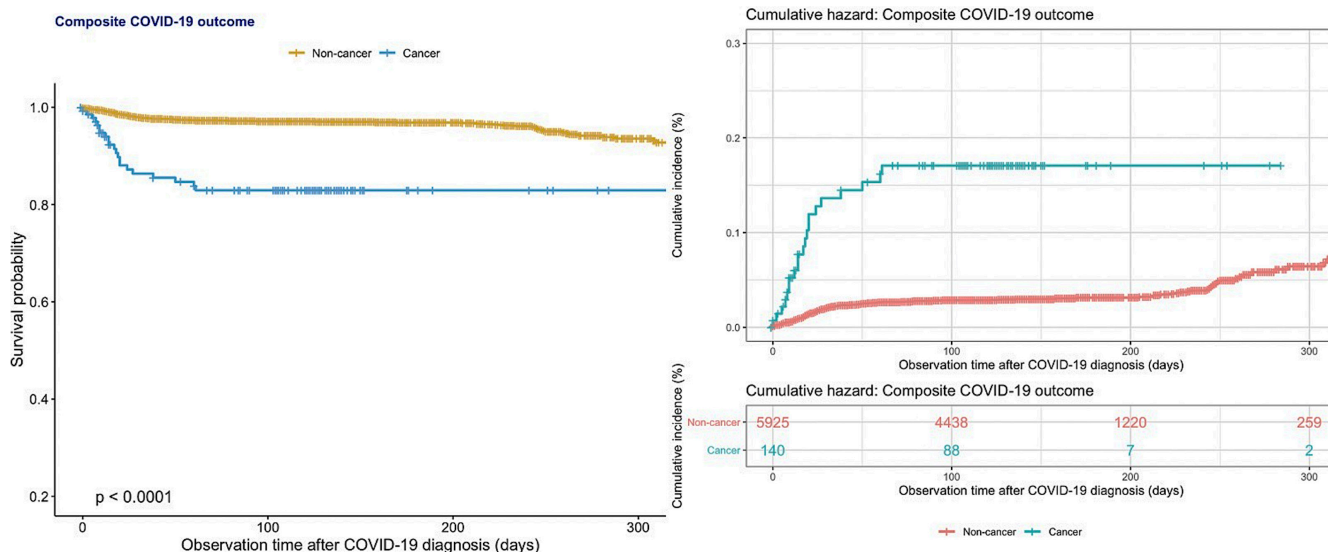 Composite COVID-19 outcome
Non-cancer Cancer
Survival probability
1.0
0.8
0.6
0.4
0.2
p < 0.0001
0 100 200 300
Observation time after COVID-19 diagnosis (days)
Cumulative hazard: Composite COVID-19 outcome
Cumulative incidence (%)
0.3
0.2
0.1
0.0
0 100 200 300
Observation time after COVID-19 diagnosis (days)
Cumulative hazard: Composite COVID-19 outcome
Cumulative incidence (%)
Non-cancer 5925 4438 1220 259
Cancer 140 88 7 2
0 100 200 300
Observation time after COVID-19 diagnosis (days)
Non-cancer Cancer